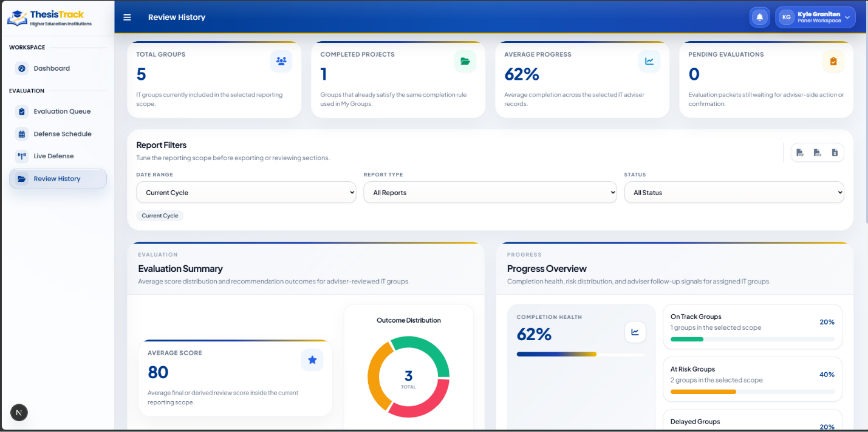 ThesisTrack
Higher Education Institutions
WORKSPACE
Dashboard
EVALUATION
Evaluation Queue
Defense Schedule
Live Defense
Review History
N
Review History
KG
Kyle Graniten
Panel Workspace
TOTAL GROUPS
5
IT groups currently included in the selected reporting
scope.
COMPLETED PROJECTS
1
Groups that already satisfy the same completion rule
used in My Groups.
AVERAGE PROGRESS
62%
Average completion across the selected IT adviser
records.
PENDING EVALUATIONS
0
Evaluation packets still waiting for adviser-side action or
confirmation.
Report Filters
Tune the reporting scope before exporting or reviewing sections.
DATE RANGE
Current Cycle
REPORT TYPE
All Reports
STATUS
All Status
Current Cycle
EVALUATION
Evaluation Summary
Average score distribution and recommendation outcomes for adviser-reviewed IT groups.
AVERAGE SCORE
80
Average final or derived review score inside the current
reporting scope.
Outcome Distribution
3
TOTAL
PROGRESS
Progress Overview
Completion health, risk distribution, and adviser follow-up signals for assigned IT groups.
COMPLETION HEALTH
62%
On Track Groups
1 groups in the selected scope
20%
At Risk Groups
2 groups in the selected scope
40%
Delayed Groups
20%